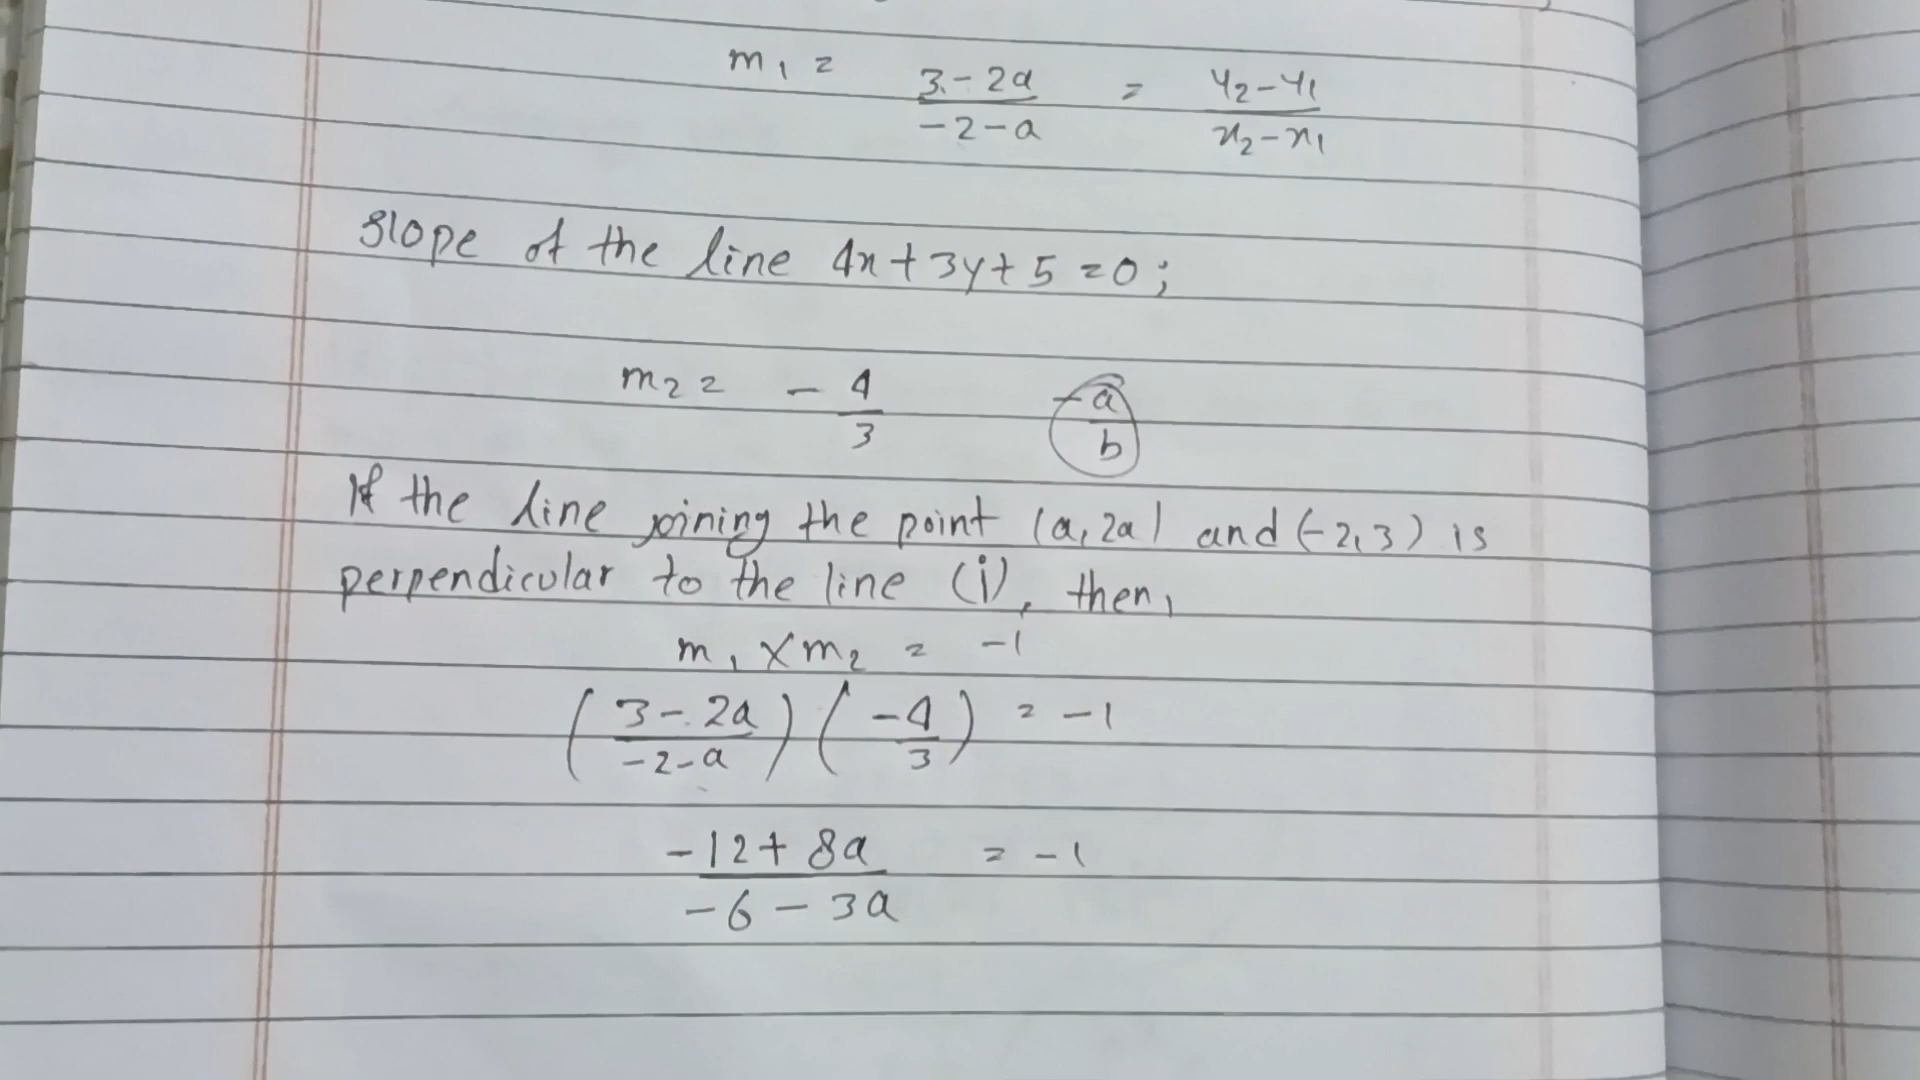 m₁ = (3 - 2a)/(-2 - a) = (y₂ - y₁)/(x₂ - x₁)
Slope of the line 4x + 3y + 5 = 0;
m₂ = - 4/3 -a/b
If the line joining the point (a, 2a) and (-2, 3) is
perpendicular to the line (i), then,
m₁ × m₂ = -1
((3 - 2a)/(-2 - a)) (-4/3) = -1
(-12 + 8a)/(-6 - 3a) = -1